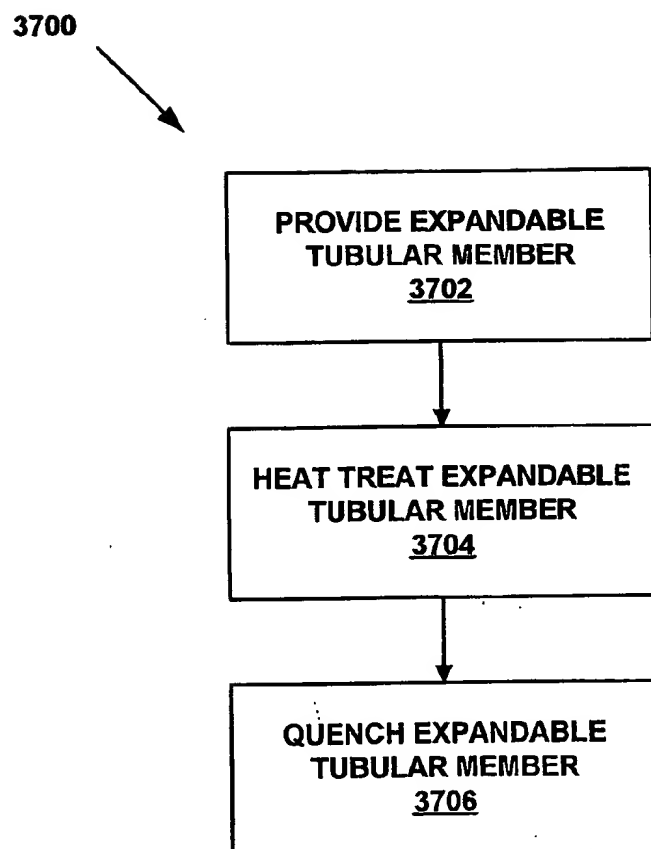 3700
PROVIDE EXPANDABLE
TUBULAR MEMBER
3702
HEAT TREAT EXPANDABLE
TUBULAR MEMBER
3704
QUENCH EXPANDABLE
TUBULAR MEMBER
3706